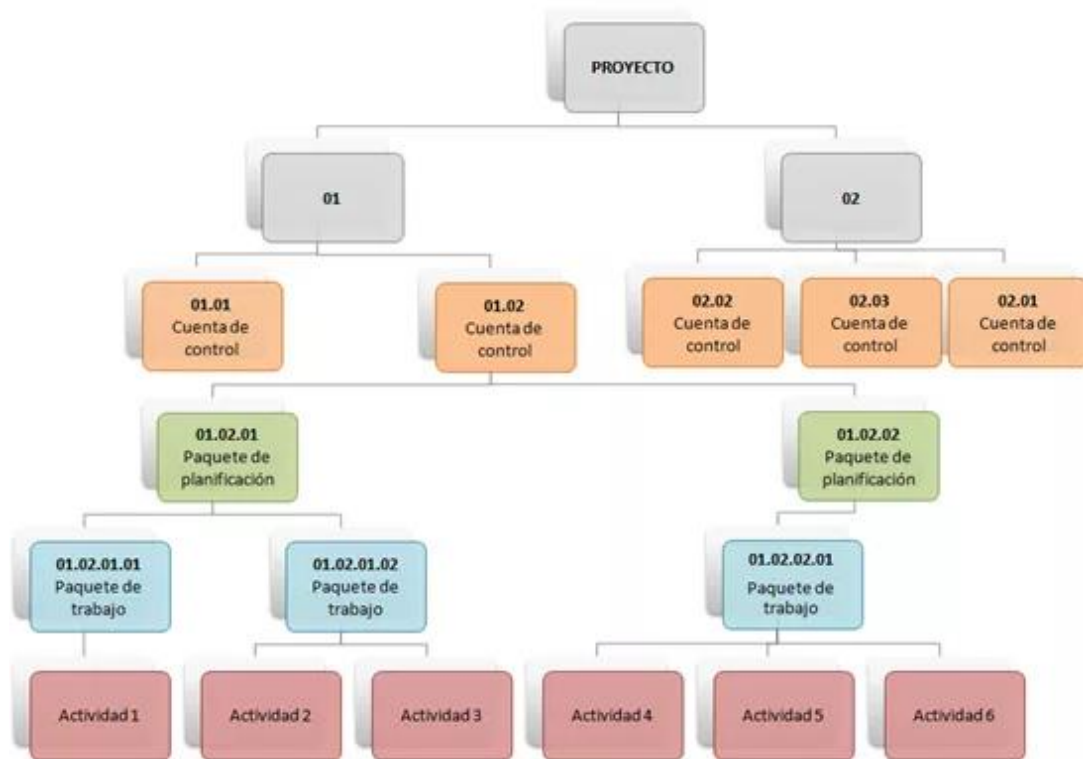 PROYECTO
01
02
01.01
Cuenta de
control
01.02
Cuenta de
control
02.02
Cuenta de
control
02.03
Cuenta de
control
02.01
Cuenta de
control
01.02.01
Paquete de
planificación
01.02.02
Paquete de
planificación
01.02.01.01
Paquete de
trabajo
01.02.01.02
Paquete de
trabajo
01.02.02.01
Paquete de
trabajo
Actividad 1
Actividad 2
Actividad 3
Actividad 4
Actividad 5
Actividad 6